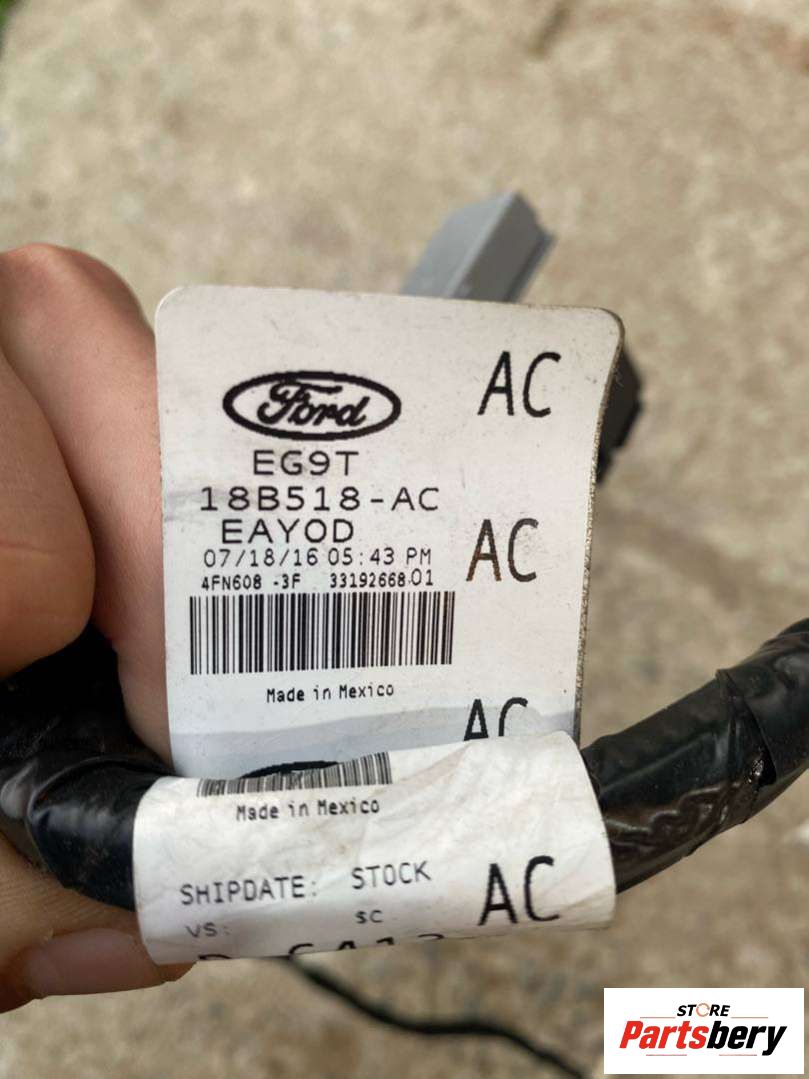 Ford
AC
EG9T
18B518-AC
EAYOD
AC
07/18/16 05:43 PM
4FN608 -3F 33192668.01
Made in Mexico
AC
Made in Mexico
SHIPDATE: STOCK
VS: SC
AC
STORE
Partsbery